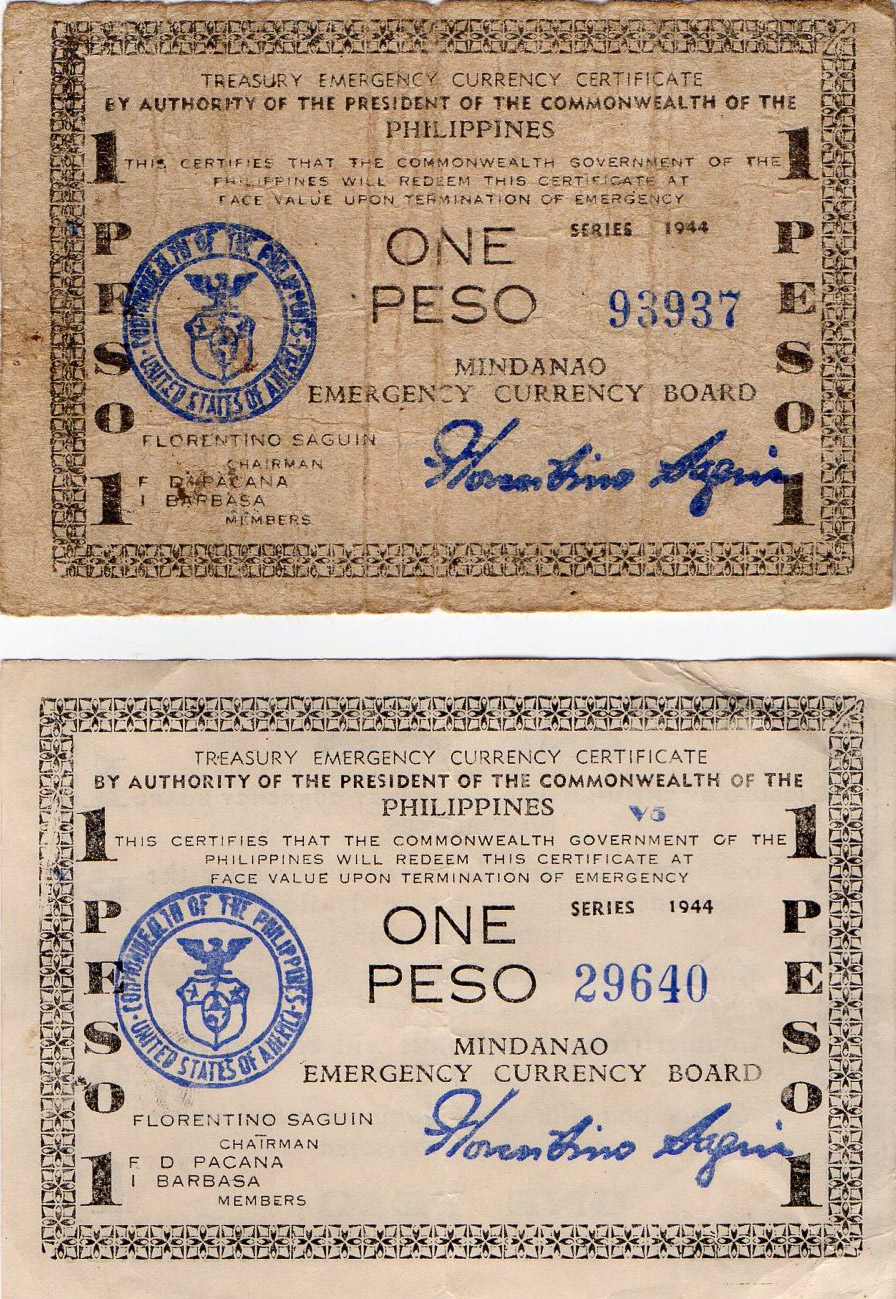 TREASURY EMERGENCY CURRENCY CERTIFICATE
BY AUTHORITY OF THE PRESIDENT OF THE COMMONWEALTH OF THE
PHILIPPINES
1 1
THIS CERTIFIES THAT THE COMMONWEALTH GOVERNMENT OF THE
PHILIPPINES WILL REDEEM THIS CERTIFICATE AT
FACE VALUE UPON TERMINATION OF EMERGENCY
SERIES 1944
PESO
COMMONWEALTH OF THE PHILIPPINES
UNITED STATES OF AMERICA
ONE
PESO
93937
PESO
MINDANAO
EMERGENCY CURRENCY BOARD
FLORENTINO SAGUIN
CHAIRMAN
F D PACANA
I BARBASA
MEMBERS
Florentino Saguin
1 1
TREASURY EMERGENCY CURRENCY CERTIFICATE
BY AUTHORITY OF THE PRESIDENT OF THE COMMONWEALTH OF THE
PHILIPPINES
V5
1 1
THIS CERTIFIES THAT THE COMMONWEALTH GOVERNMENT OF THE
PHILIPPINES WILL REDEEM THIS CERTIFICATE AT
FACE VALUE UPON TERMINATION OF EMERGENCY
SERIES 1944
PESO
COMMONWEALTH OF THE PHILIPPINES
UNITED STATES OF AMERICA
ONE
PESO
29640
PESO
MINDANAO
EMERGENCY CURRENCY BOARD
FLORENTINO SAGUIN
CHAIRMAN
F D PACANA
I BARBASA
MEMBERS
Florentino Saguin
1 1